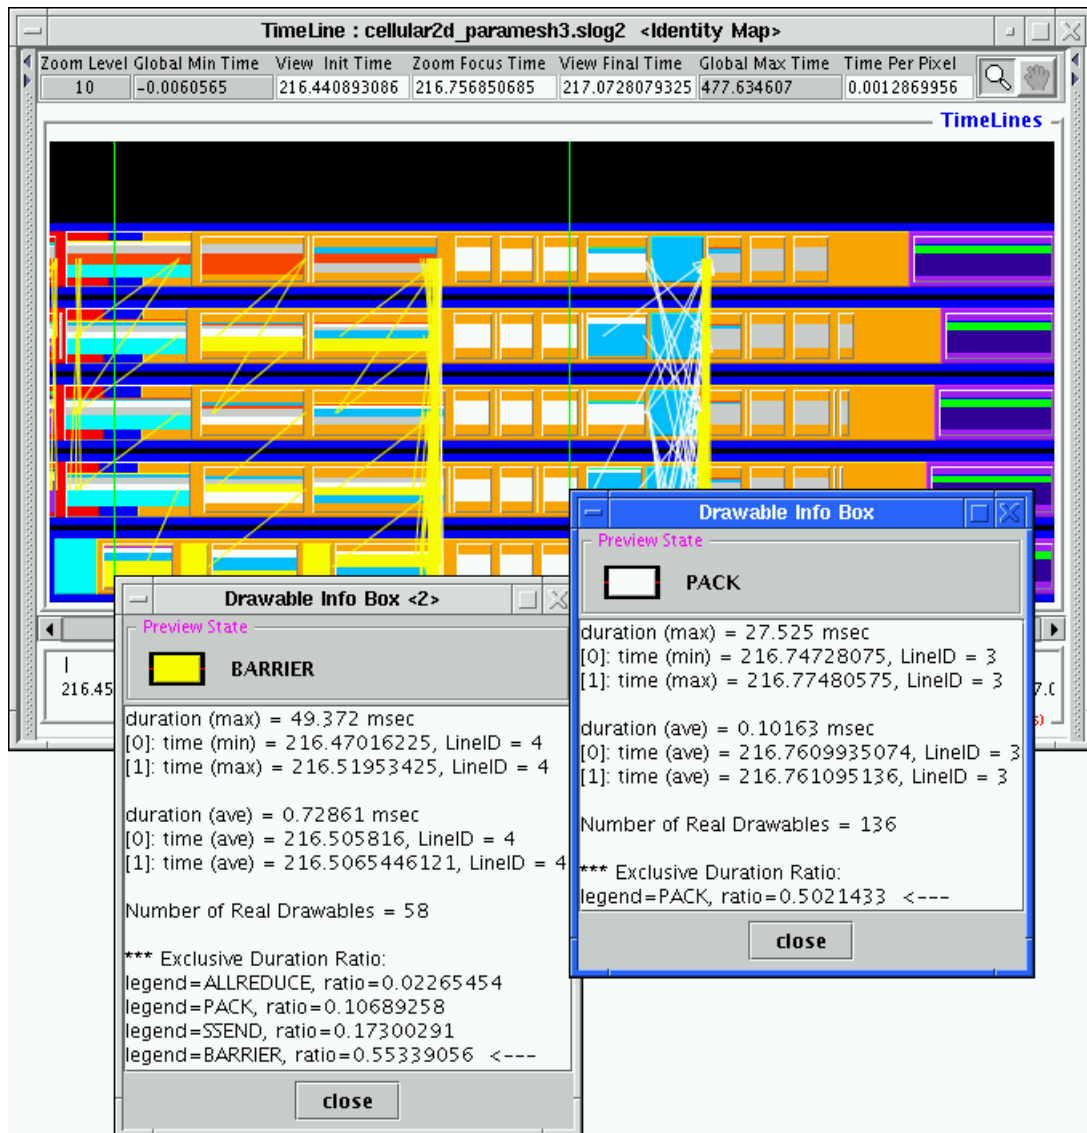 TimeLine : cellular2d_paramesh3.slog2 <Identity Map>
Zoom Level Global Min Time View Init Time Zoom Focus Time View Final Time Global Max Time Time Per Pixel
10 -0.0060565 216.440893086 216.756850685 217.0728079325 477.634607 0.0012869956
TimeLines
216.45
Drawable Info Box <2>
Preview State
BARRIER
duration (max) = 49.372 msec
[0]: time (min) = 216.47016225, LineID = 4
[1]: time (max) = 216.51953425, LineID = 4
duration (ave) = 0.72861 msec
[0]: time (ave) = 216.505816, LineID = 4
[1]: time (ave) = 216.5065446121, LineID = 4
Number of Real Drawables = 58
*** Exclusive Duration Ratio:
legend=ALLREDUCE, ratio=0.02265454
legend=PACK, ratio=0.10689258
legend=SSEND, ratio=0.17300291
legend=BARRIER, ratio=0.55339056 <---
close
Drawable Info Box
Preview State
PACK
duration (max) = 27.525 msec
[0]: time (min) = 216.74728075, LineID = 3
[1]: time (max) = 216.77480575, LineID = 3
duration (ave) = 0.10163 msec
[0]: time (ave) = 216.7609935074, LineID = 3
[1]: time (ave) = 216.761095136, LineID = 3
Number of Real Drawables = 136
*** Exclusive Duration Ratio:
legend=PACK, ratio=0.5021433 <---
close